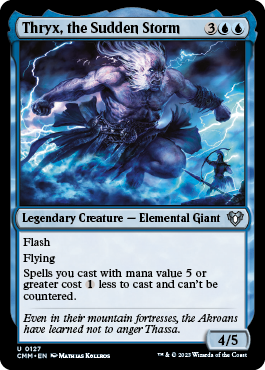 Thryx, the Sudden Storm 3
Legendary Creature — Elemental Giant
Flash
Flying
Spells you cast with mana value 5 or
greater cost 1 less to cast and can't be
countered.
Even in their mountain fortresses, the Akroans
have learned not to anger Thassa.
4/5
U 0127
CMM • EN Mathias Kollros
™ & © 2023 Wizards of the Coast